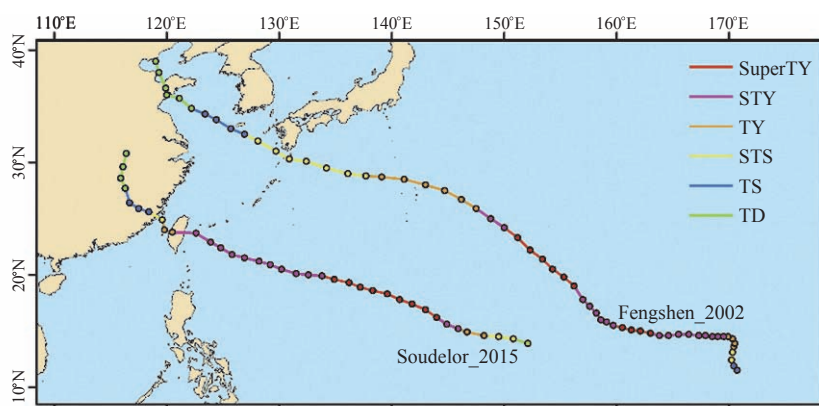 110°E 120°E 130°E 140°E 150°E 160°E 170°E
40°N
30°N
20°N
10°N
SuperTY
STY
TY
STS
TS
TD
Fengshen_2002
Soudelor_2015